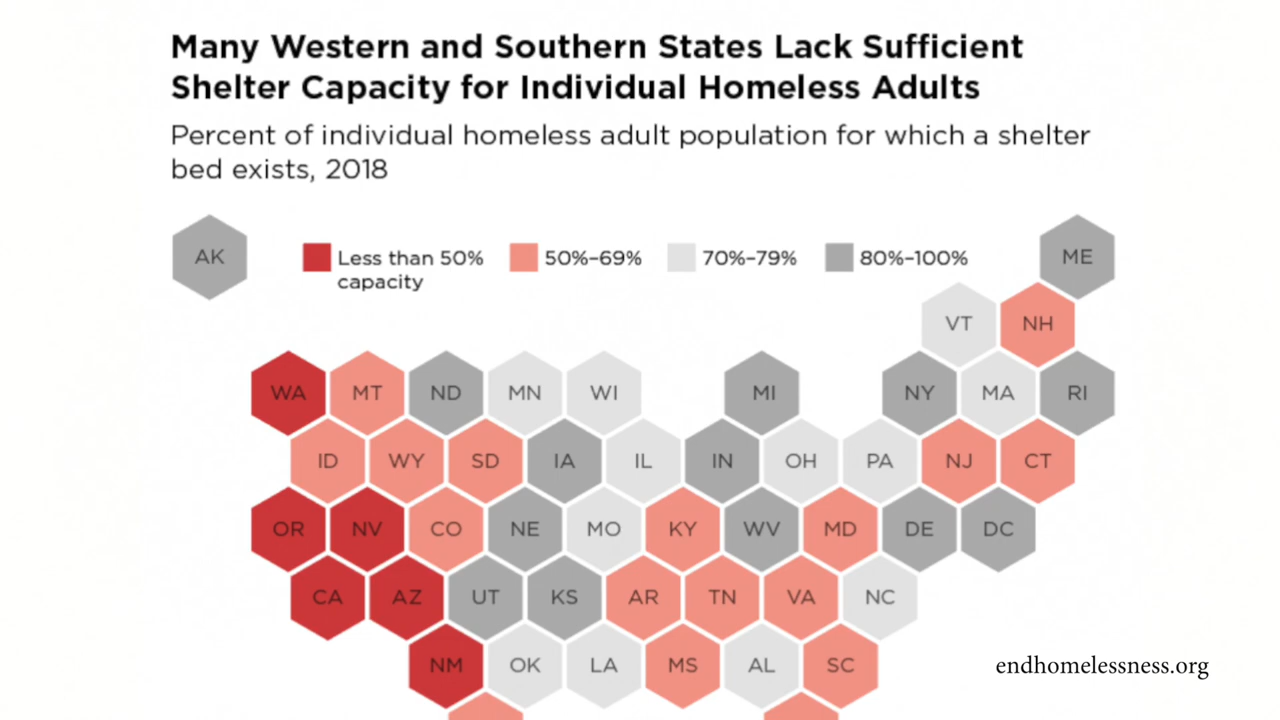 Many Western and Southern States Lack Sufficient
Shelter Capacity for Individual Homeless Adults
Percent of individual homeless adult population for which a shelter
bed exists, 2018
AK
Less than 50%
capacity
50%–69%
70%–79%
80%–100%
ME
VT NH
WA MT ND MN WI MI NY MA RI
ID WY SD IA IL IN OH PA NJ CT
OR NV CO NE MO KY WV MD DE DC
CA AZ UT KS AR TN VA NC
NM OK LA MS AL SC
endhomelessness.org